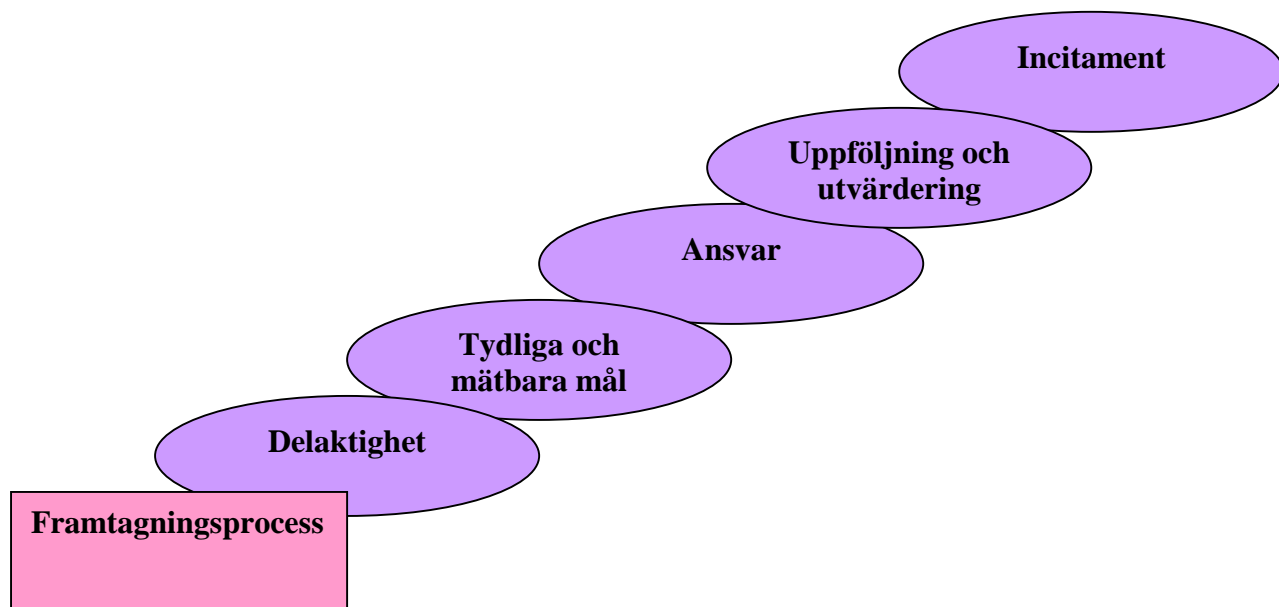 Incitament
Uppföljning och
utvärdering
Ansvar
Tydliga och
mätbara mål
Delaktighet
Framtagningsprocess